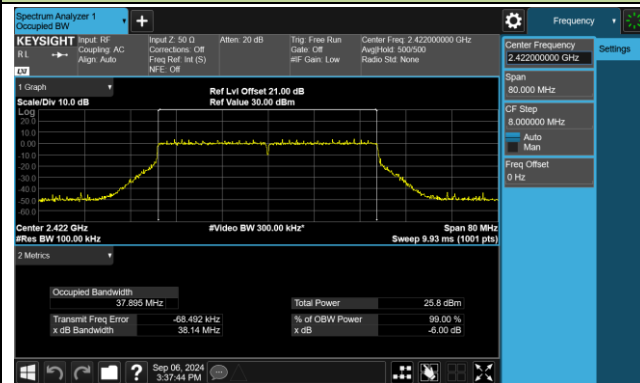 Spectrum Analyzer 1
Occupied BW
Frequency
KEYSIGHT
RL
Input: RF
Coupling: AC
Align: Auto
Input Z: 50 Ω
Corrections: Off
Freq Ref: Int (S)
NFE: Off
Atten: 20 dB
Trig: Free Run
Gate: Off
#IF Gain: Low
Center Freq: 2.422000000 GHz
Avg|Hold: 500/500
Radio Std: None
Center Frequency
2.422000000 GHz
Settings
Span
80.000 MHz
CF Step
8.000000 MHz
Auto
Man
Freq Offset
0 Hz
1 Graph
Scale/Div 10.0 dB
Ref Lvl Offset 21.00 dB
Ref Value 30.00 dBm
Log
20.0
10.0
0.00
-10.0
-20.0
-30.0
-40.0
-50.0
-60.0
Center 2.422 GHz
#Video BW 300.00 kHz*
Span 80 MHz
#Res BW 100.00 kHz
Sweep 9.93 ms (1001 pts)
2 Metrics
Occupied Bandwidth
37.895 MHz
Total Power 25.8 dBm
Transmit Freq Error -68.492 kHz
% of OBW Power 99.00 %
x dB Bandwidth 38.14 MHz
x dB -6.00 dB
Sep 06, 2024
3:37:44 PM